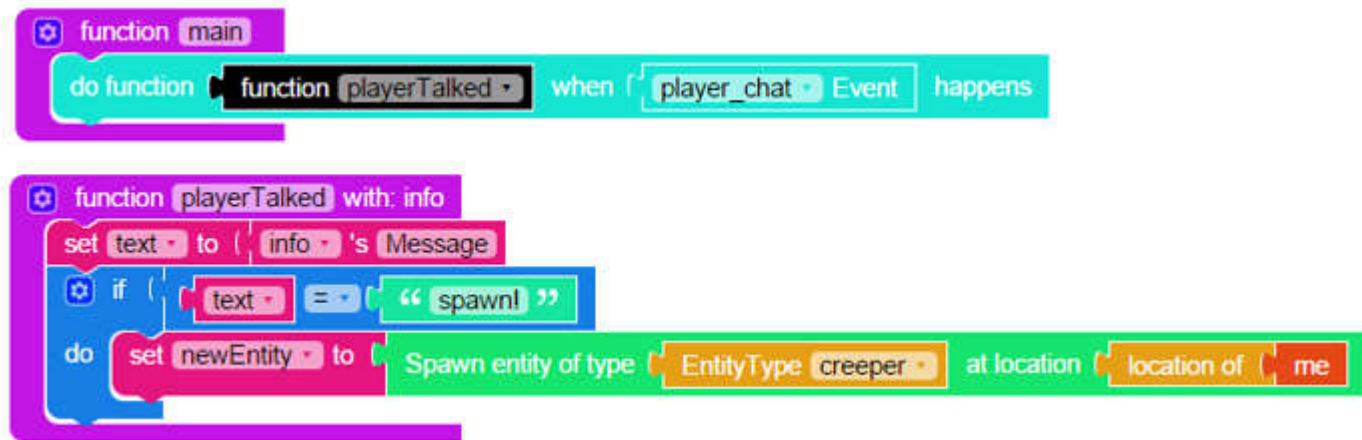 function main
do function function playerTalked when player_chat Event happens
function playerTalked with: info
set text to info 's Message
if text = “ spawn! ”
do set newEntity to Spawn entity of type EntityType creeper at location location of me